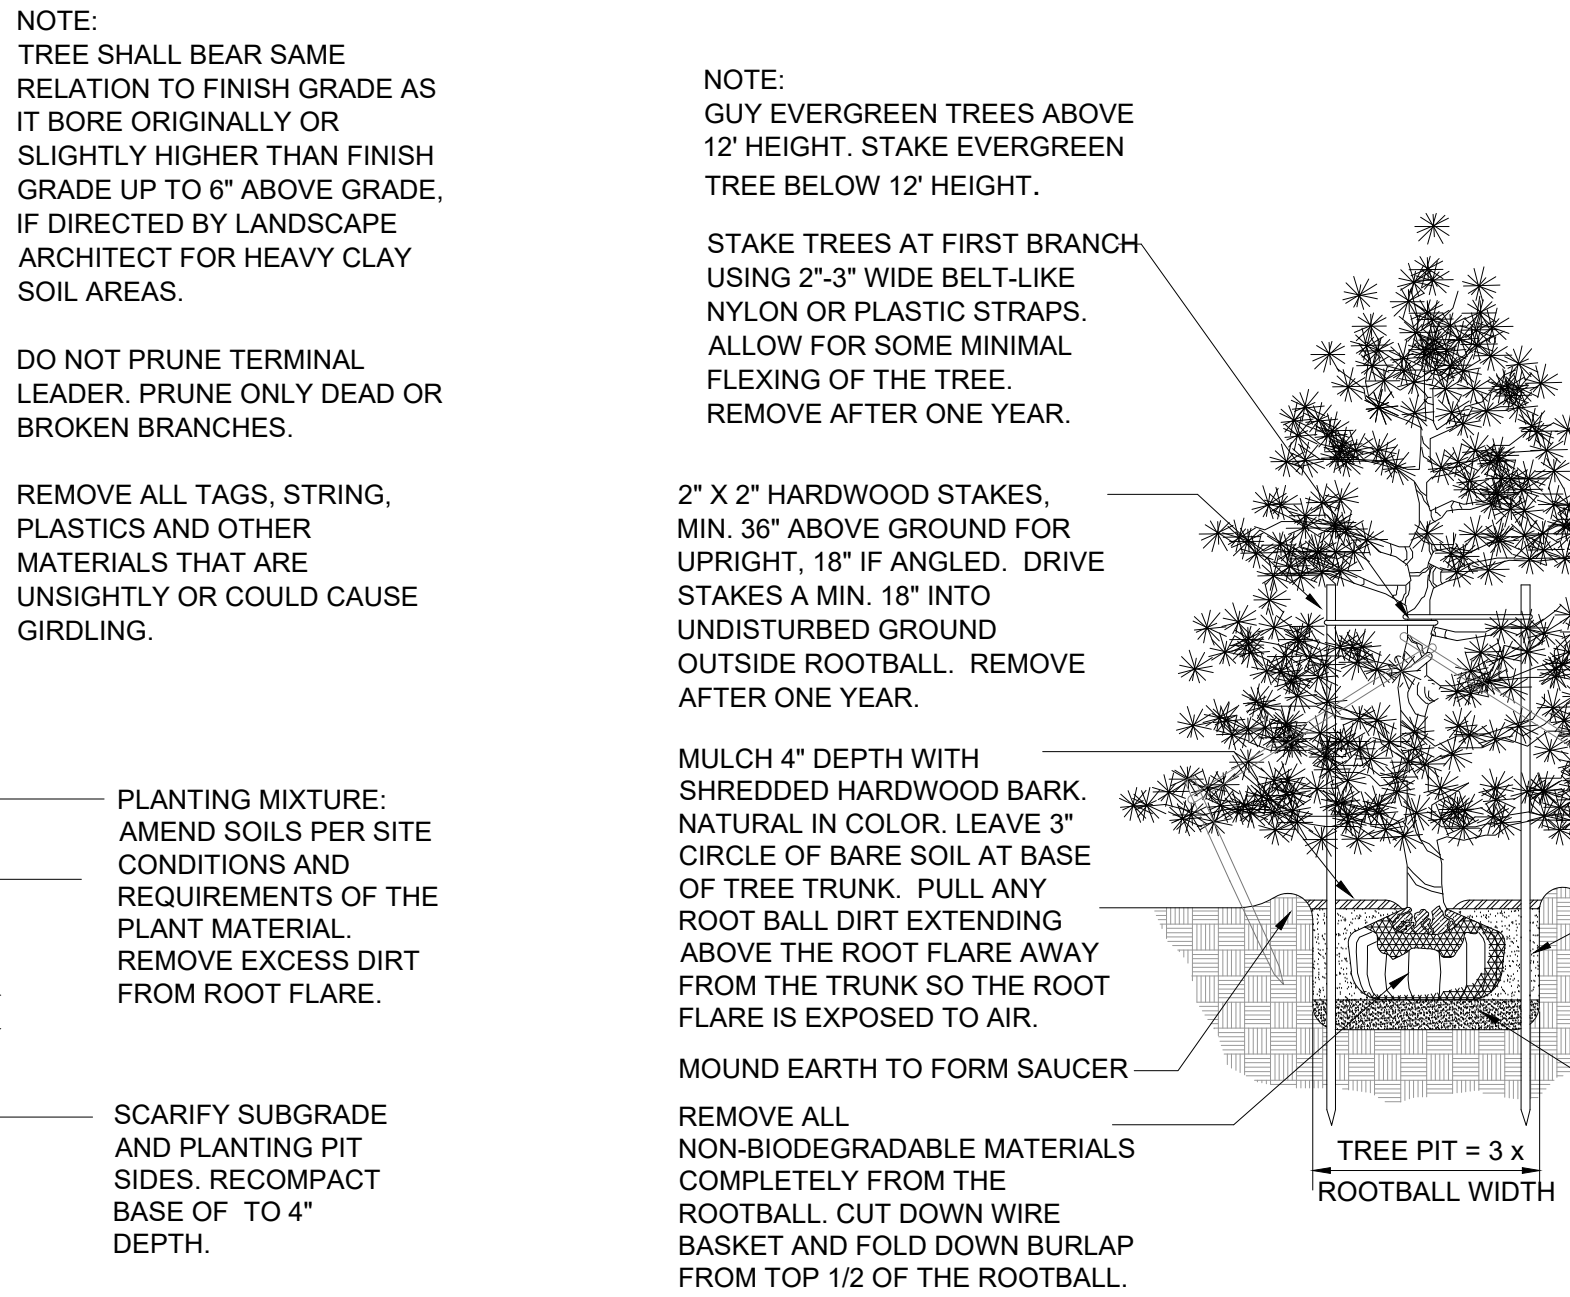 NOTE:
TREE SHALL BEAR SAME
RELATION TO FINISH GRADE AS
IT BORE ORIGINALLY OR
SLIGHTLY HIGHER THAN FINISH
GRADE UP TO 6" ABOVE GRADE,
IF DIRECTED BY LANDSCAPE
ARCHITECT FOR HEAVY CLAY
SOIL AREAS.
DO NOT PRUNE TERMINAL
LEADER. PRUNE ONLY DEAD OR
BROKEN BRANCHES.
REMOVE ALL TAGS, STRING,
PLASTICS AND OTHER
MATERIALS THAT ARE
UNSIGHTLY OR COULD CAUSE
GIRDLING.
PLANTING MIXTURE:
AMEND SOILS PER SITE
CONDITIONS AND
REQUIREMENTS OF THE
PLANT MATERIAL.
REMOVE EXCESS DIRT
FROM ROOT FLARE.
SCARIFY SUBGRADE
AND PLANTING PIT
SIDES. RECOMPACT
BASE OF  TO 4"
DEPTH.
NOTE:
GUY EVERGREEN TREES ABOVE
12' HEIGHT. STAKE EVERGREEN
TREE BELOW 12' HEIGHT.
STAKE TREES AT FIRST BRANCH
USING 2"-3" WIDE BELT-LIKE
NYLON OR PLASTIC STRAPS.
ALLOW FOR SOME MINIMAL
FLEXING OF THE TREE.
REMOVE AFTER ONE YEAR.
2" X 2" HARDWOOD STAKES,
MIN. 36" ABOVE GROUND FOR
UPRIGHT, 18" IF ANGLED.  DRIVE
STAKES A MIN. 18" INTO
UNDISTURBED GROUND
OUTSIDE ROOTBALL.  REMOVE
AFTER ONE YEAR.
MULCH 4" DEPTH WITH
SHREDDED HARDWOOD BARK.
NATURAL IN COLOR. LEAVE 3"
CIRCLE OF BARE SOIL AT BASE
OF TREE TRUNK.  PULL ANY
ROOT BALL DIRT EXTENDING
ABOVE THE ROOT FLARE AWAY
FROM THE TRUNK SO THE ROOT
FLARE IS EXPOSED TO AIR.
MOUND EARTH TO FORM SAUCER
REMOVE ALL
NON-BIODEGRADABLE MATERIALS
COMPLETELY FROM THE
ROOTBALL. CUT DOWN WIRE
BASKET AND FOLD DOWN BURLAP
FROM TOP 1/2 OF THE ROOTBALL.
TREE PIT = 3 x
ROOTBALL WIDTH